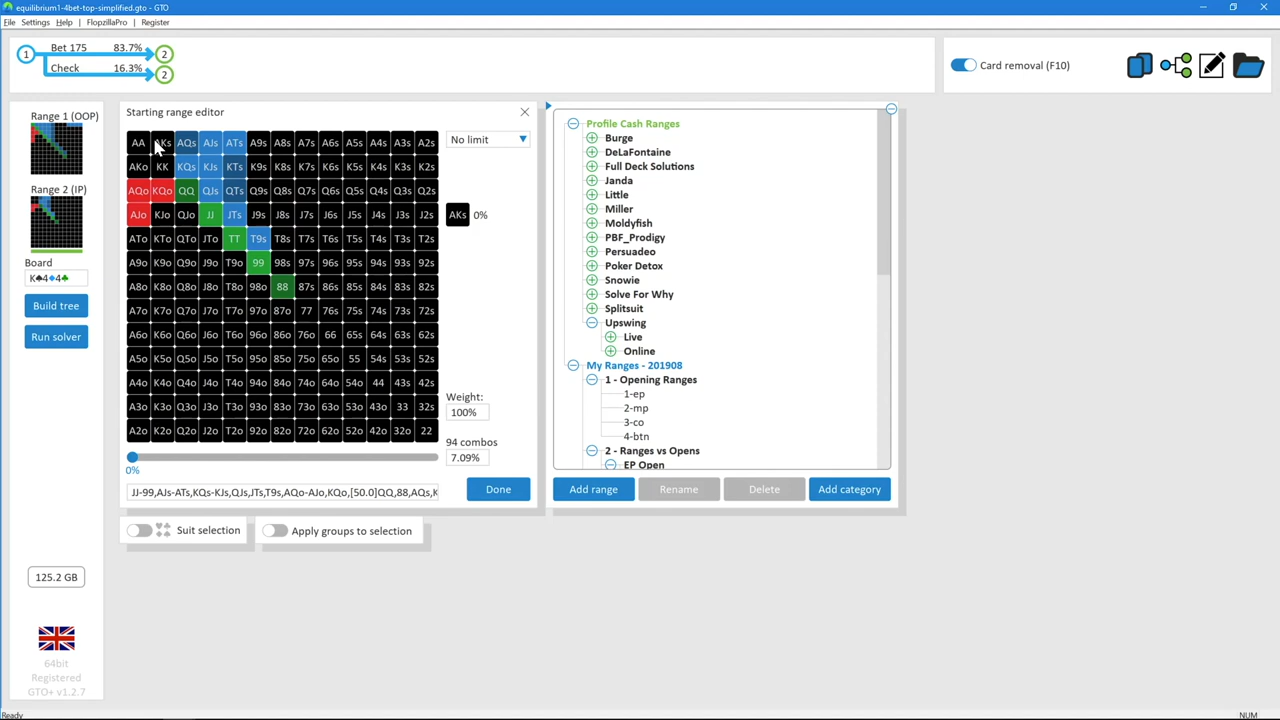 equilibrium1-4bet-top-simplified.gto - GTO
File Settings Help | FlopzillaPro | Register
1 Bet 175 83.7% 2
Check 16.3% 2
Card removal (F10)
Range 1 (OOP)
Range 2 (IP)
Board
K♠4♦4♣
Build tree
Run solver
125.2 GB
64bit
Registered
GTO+ v1.2.7
Starting range editor
AA AKs AQs AJs ATs A9s A8s A7s A6s A5s A4s A3s A2s
AKo KK KQs KJs KTs K9s K8s K7s K6s K5s K4s K3s K2s
AQo KQo QQ QJs QTs Q9s Q8s Q7s Q6s Q5s Q4s Q3s Q2s
AJo KJo QJo JJ JTs J9s J8s J7s J6s J5s J4s J3s J2s
ATo KTo QTo JTo TT T9s T8s T7s T6s T5s T4s T3s T2s
A9o K9o Q9o J9o T9o 99 98s 97s 96s 95s 94s 93s 92s
A8o K8o Q8o J8o T8o 98o 88 87s 86s 85s 84s 83s 82s
A7o K7o Q7o J7o T7o 97o 87o 77 76s 75s 74s 73s 72s
A6o K6o Q6o J6o T6o 96o 86o 76o 66 65s 64s 63s 62s
A5o K5o Q5o J5o T5o 95o 85o 75o 65o 55 54s 53s 52s
A4o K4o Q4o J4o T4o 94o 84o 74o 64o 54o 44 43s 42s
A3o K3o Q3o J3o T3o 93o 83o 73o 63o 53o 43o 33 32s
A2o K2o Q2o J2o T2o 92o 82o 72o 62o 52o 42o 32o 22
0%
JJ-99,AJs-ATs,KQs-KJs,QJs,JTs,T9s,AQo-AJo,KQo,[50.0]QQ,88,AQs,K
No limit
AKs 0%
Weight:
100%
94 combos
7.09%
Done
Suit selection
Apply groups to selection
Profile Cash Ranges
Burge
DeLaFontaine
Full Deck Solutions
Janda
Little
Miller
Moldyfish
PBF_Prodigy
Persuadeo
Poker Detox
Snowie
Solve For Why
Splitsuit
Upswing
Live
Online
My Ranges - 201908
1 - Opening Ranges
1-ep
2-mp
3-co
4-btn
2 - Ranges vs Opens
EP Open
Add range
Rename
Delete
Add category
Ready
NUM